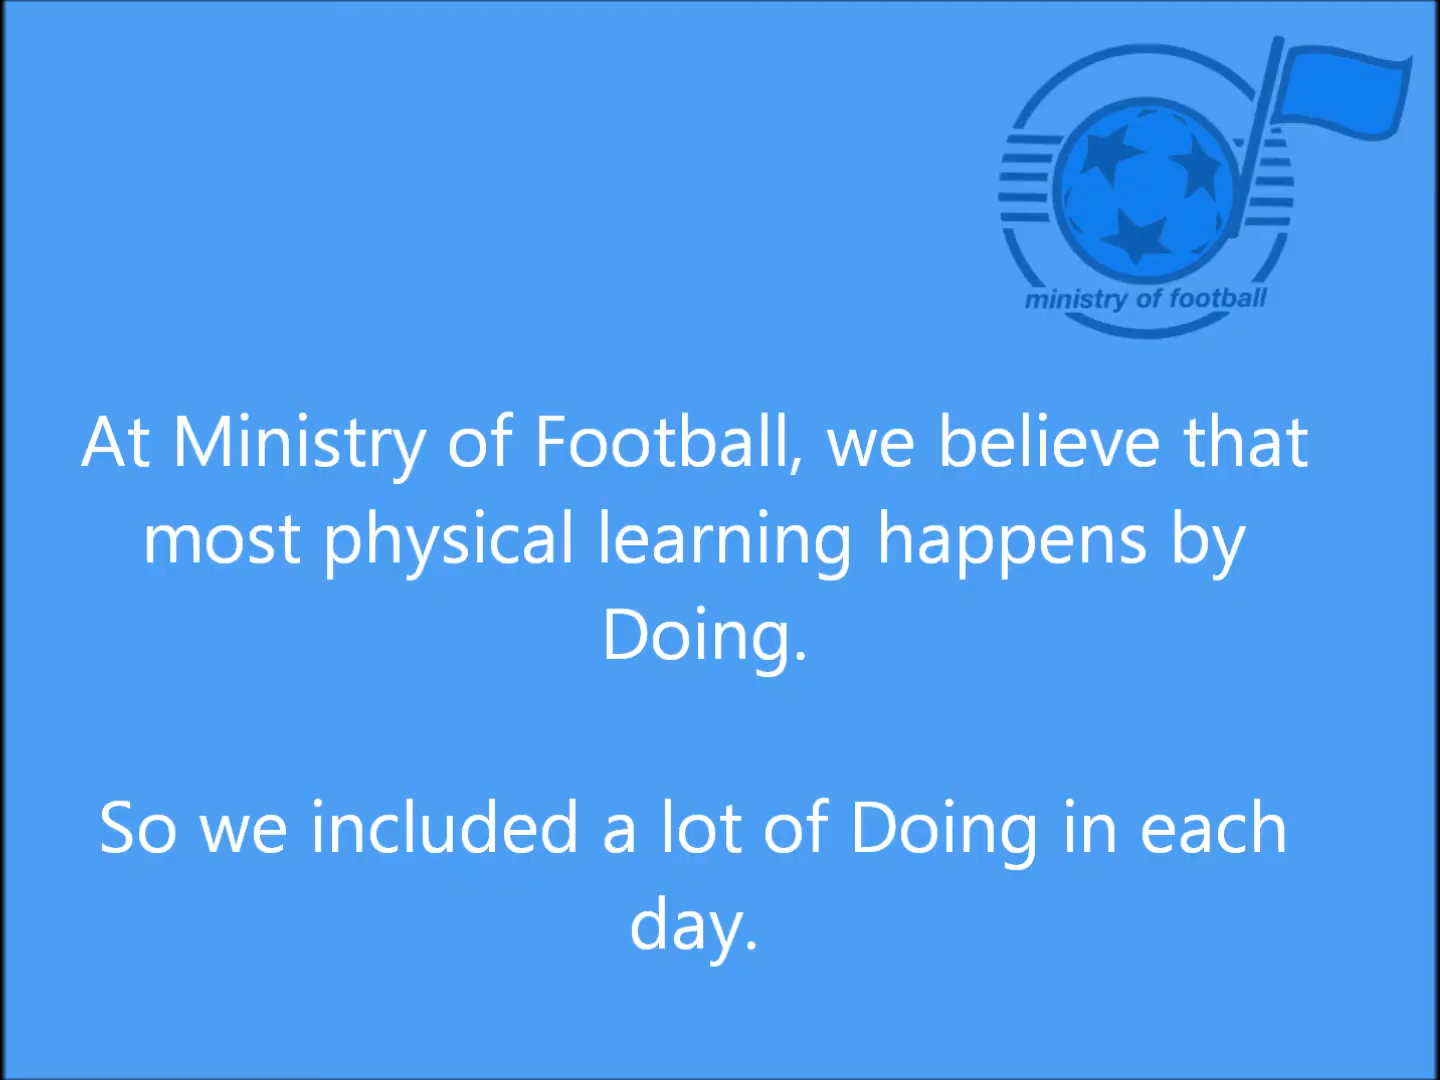 ministry of football
At Ministry of Football, we believe that
most physical learning happens by
Doing.
So we included a lot of Doing in each
day.